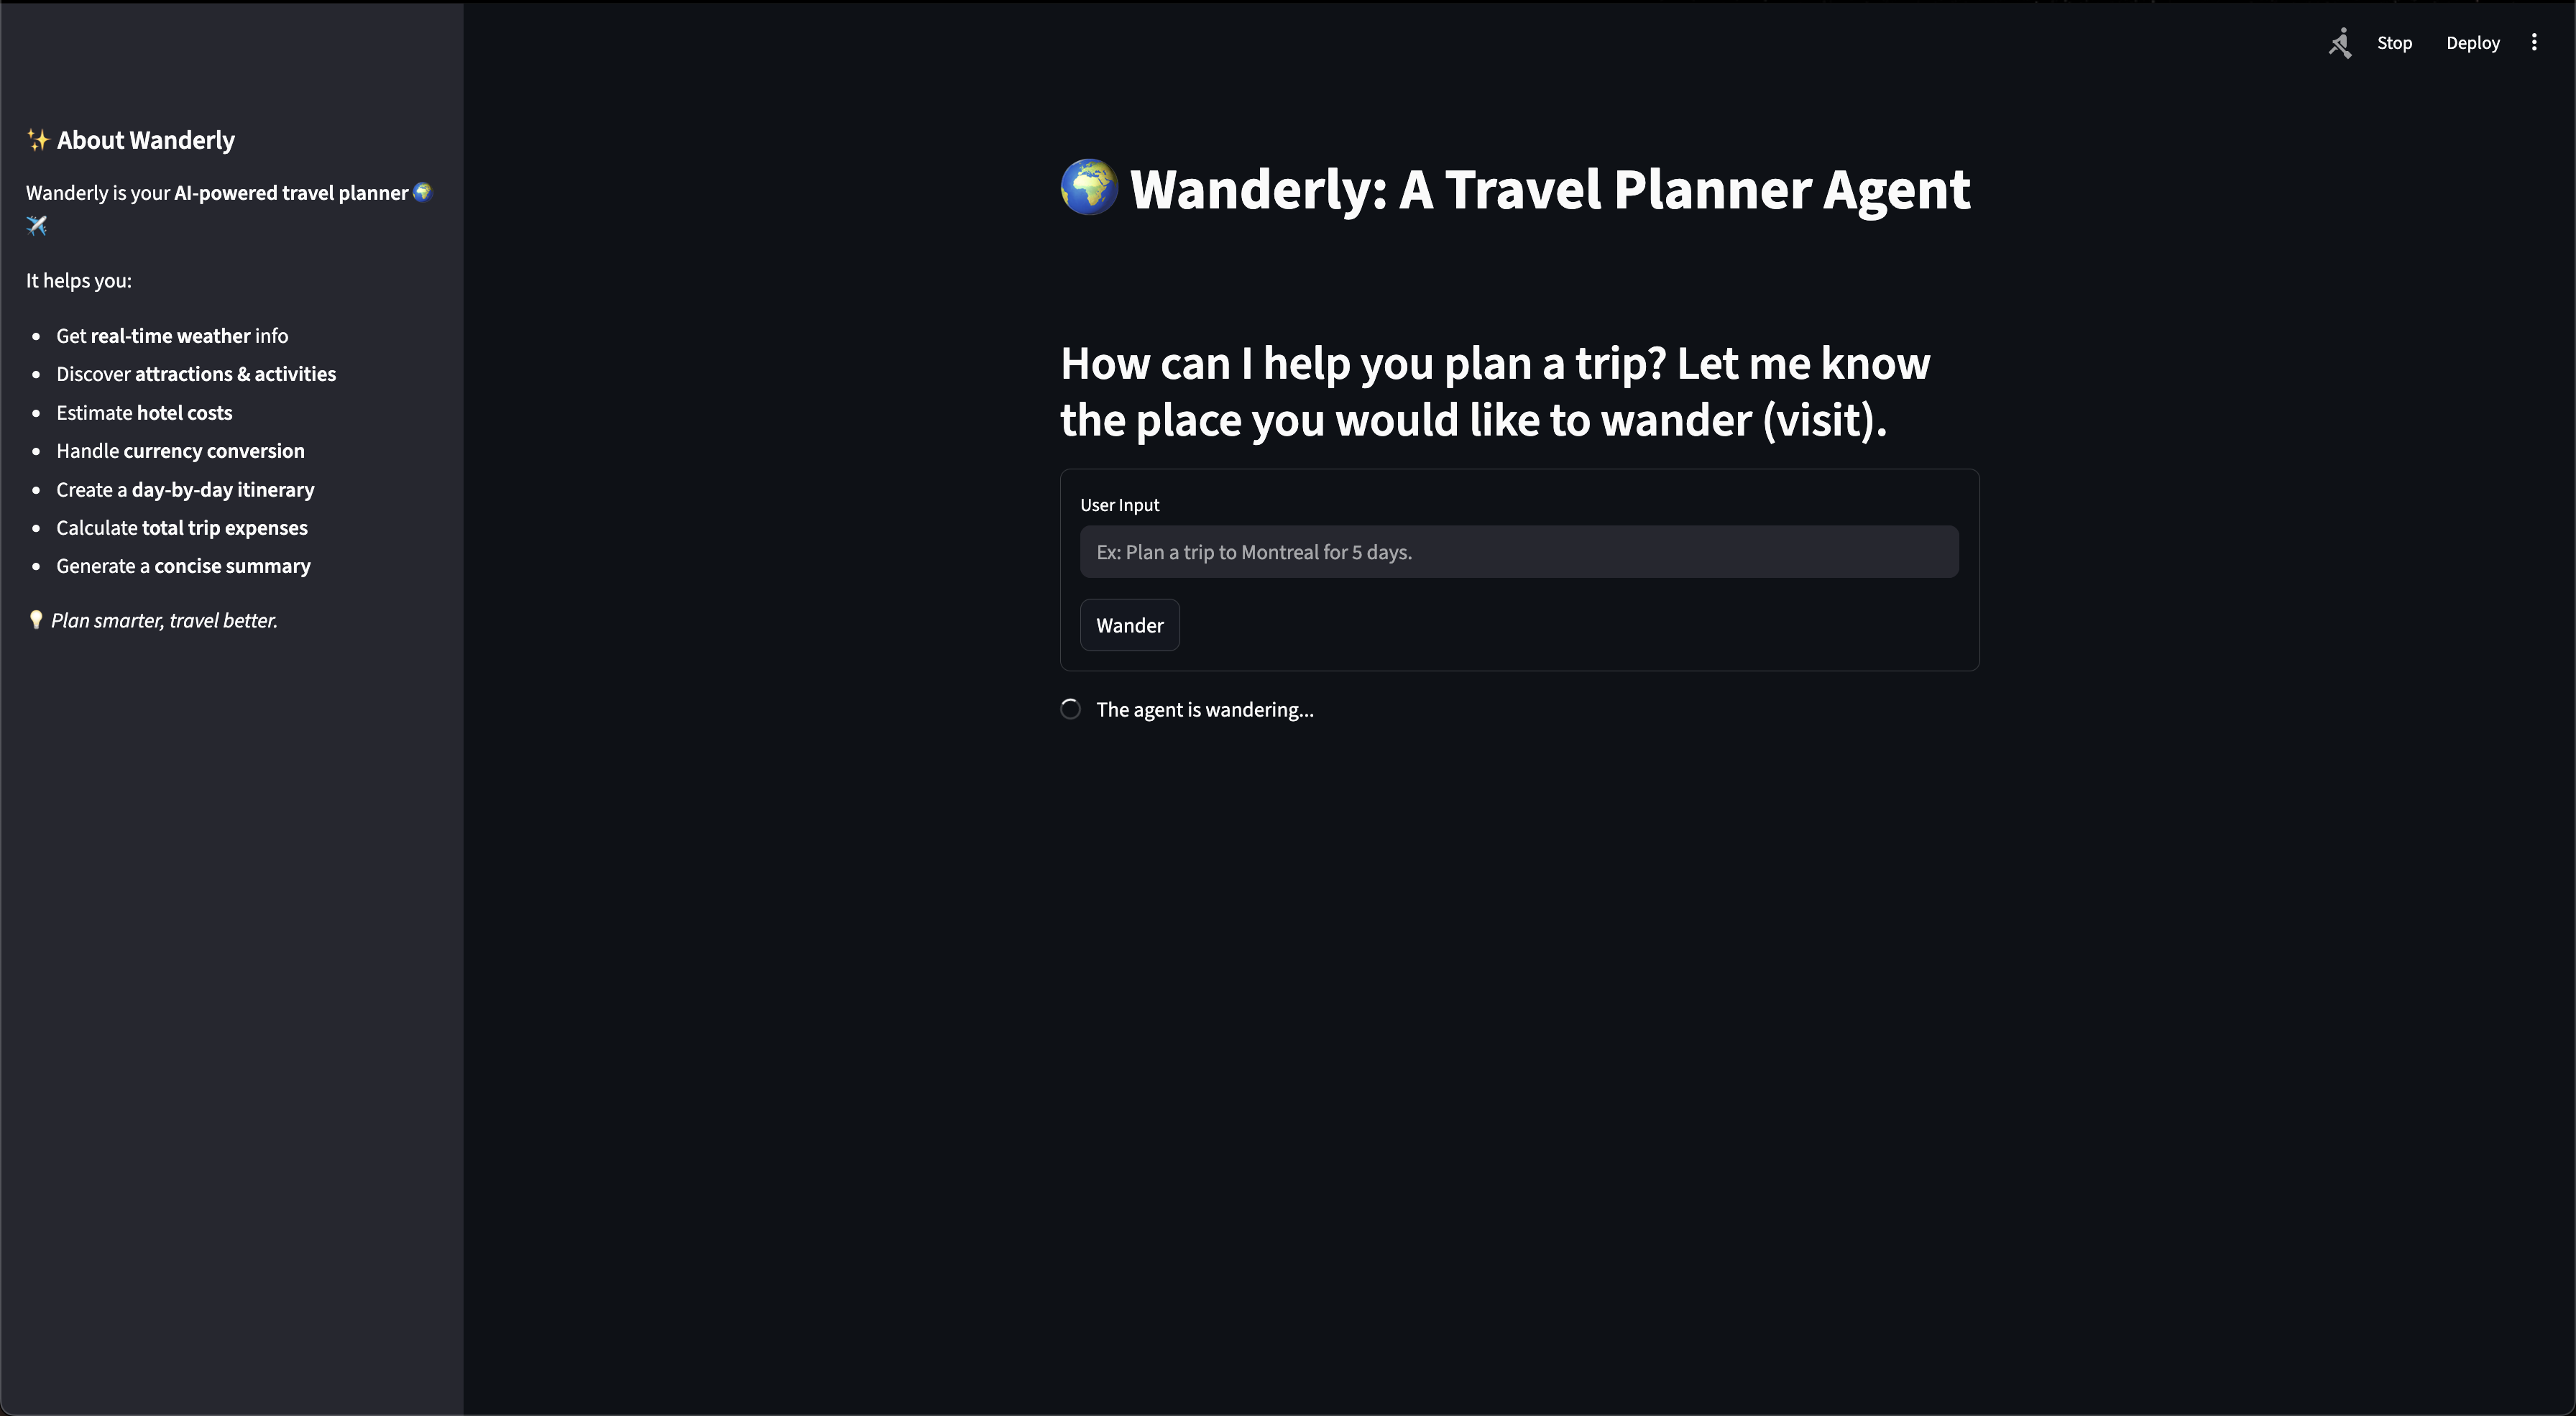 Stop
Deploy
✨ About Wanderly
Wanderly is your AI-powered travel planner 🌍
✈️
It helps you:
• Get real-time weather info
• Discover attractions & activities
• Estimate hotel costs
• Handle currency conversion
• Create a day-by-day itinerary
• Calculate total trip expenses
• Generate a concise summary
💡 Plan smarter, travel better.
🌍 Wanderly: A Travel Planner Agent
How can I help you plan a trip? Let me know
the place you would like to wander (visit).
User Input
Ex: Plan a trip to Montreal for 5 days.
Wander
The agent is wandering...